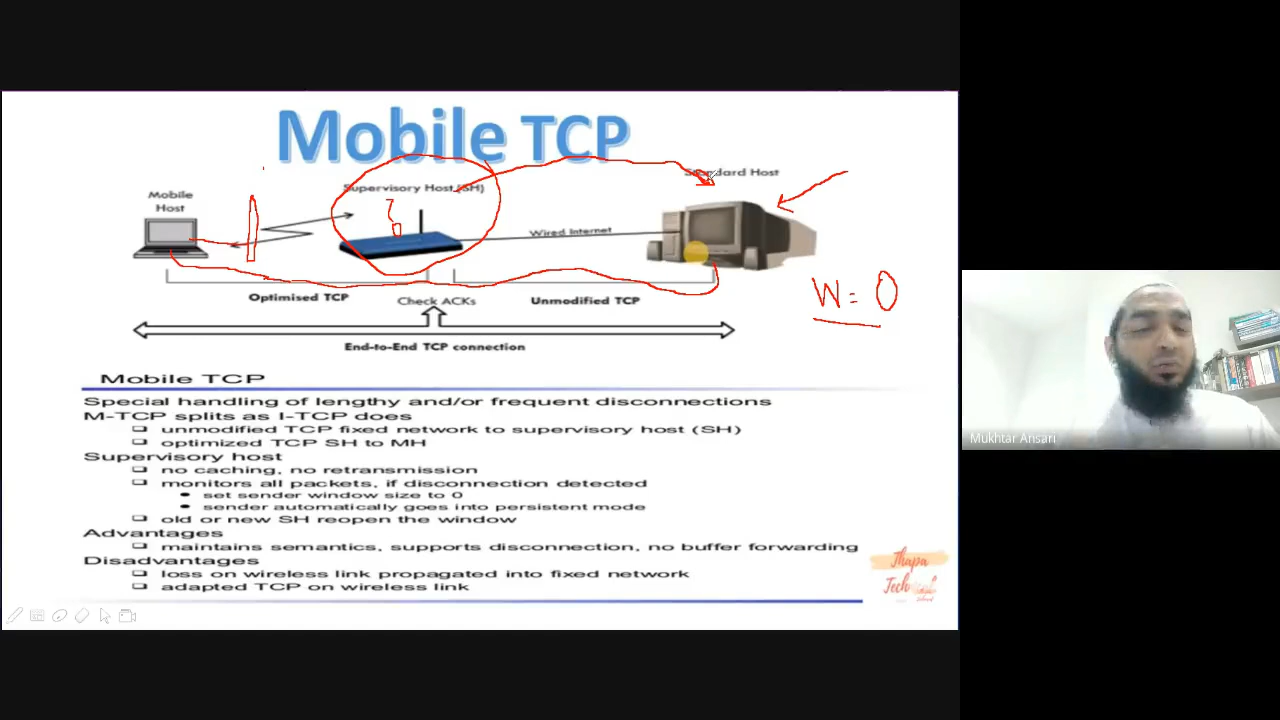 Mobile TCP
Standard Host
Mobile
Host
Supervisory Host (SH)
Wired Internet
W = 0
Optimised TCP
Check ACKs
Unmodified TCP
End-to-End TCP connection
Mobile TCP
Special handling of lengthy and/or frequent disconnections
M-TCP splits as I-TCP does
unmodified TCP fixed network to supervisory host (SH)
optimized TCP SH to MH
Supervisory host
no caching, no retransmission
monitors all packets, if disconnection detected
set sender window size to 0
sender automatically goes into persistent mode
old or new SH reopen the window
Advantages
maintains semantics, supports disconnection, no buffer forwarding
Disadvantages
loss on wireless link propagated into fixed network
adapted TCP on wireless link
Thapa
Mukhtar Ansari